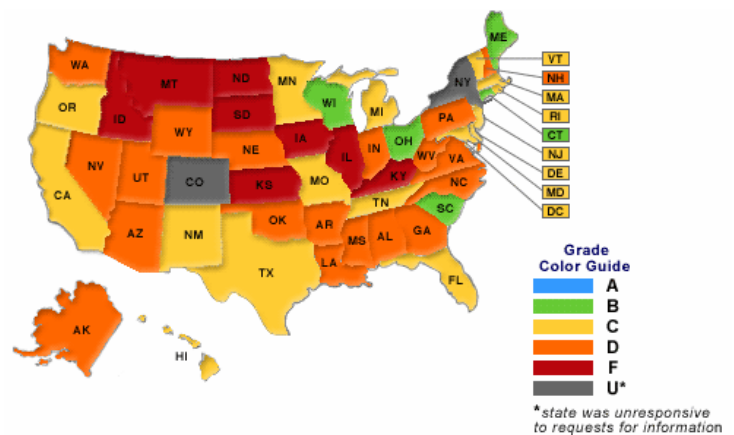 ME
WA
MT
ND
MN
VT
NH
MA
RI
CT
NJ
DE
MD
DC
OR
ID
SD
WI
MI
NY
WY
IA
PA
NE
IL
IN
OH
NV
UT
CO
KS
MO
KY
WV
VA
CA
TN
NC
AZ
NM
OK
AR
SC
MS
AL
GA
TX
LA
FL
AK
HI
Grade
Color Guide
A
B
C
D
F
U*
*state was unresponsive
to requests for information